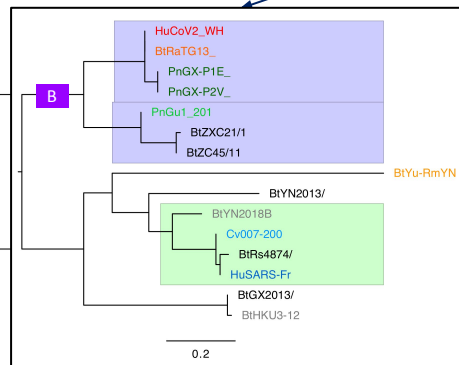 HuCoV2_WH
BtRaTG13_
PnGX-P1E_
PnGX-P2V_
B
PnGu1_201
BtZXC21/1
BtZC45/11
BtYu-RmYN
BtYN2013/
BtYN2018B
Cv007-200
BtRs4874/
HuSARS-Fr
BtGX2013/
BtHKU3-12
0.2